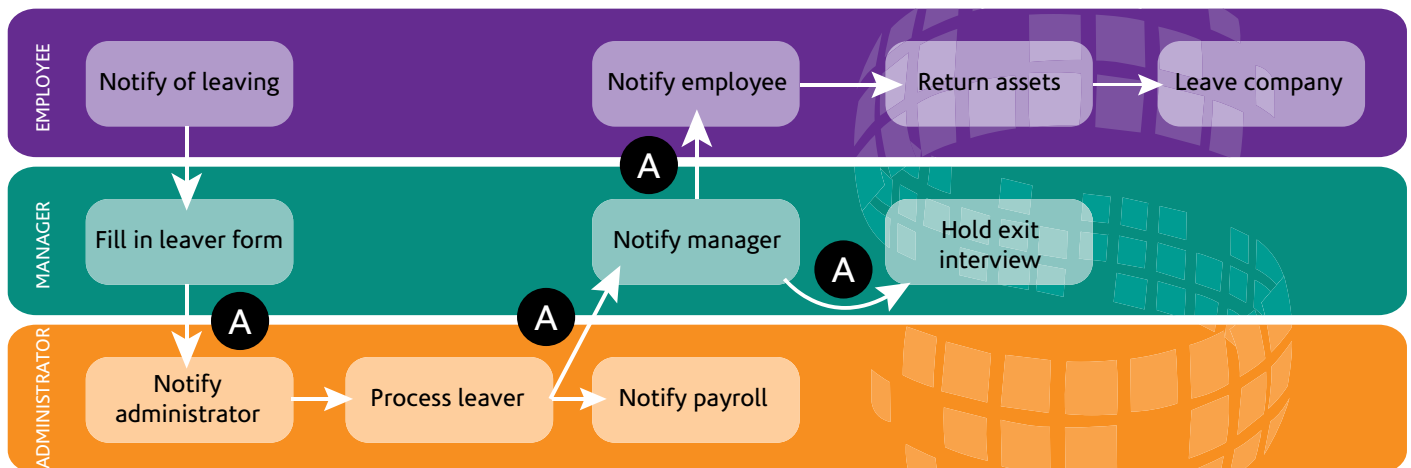 EMPLOYEE
Notify of leaving
Notify employee
Return assets
Leave company
A
MANAGER
Fill in leaver form
Notify manager
Hold exit
interview
A
A
A
ADMINISTRATOR
Notify
administrator
Process leaver
Notify payroll